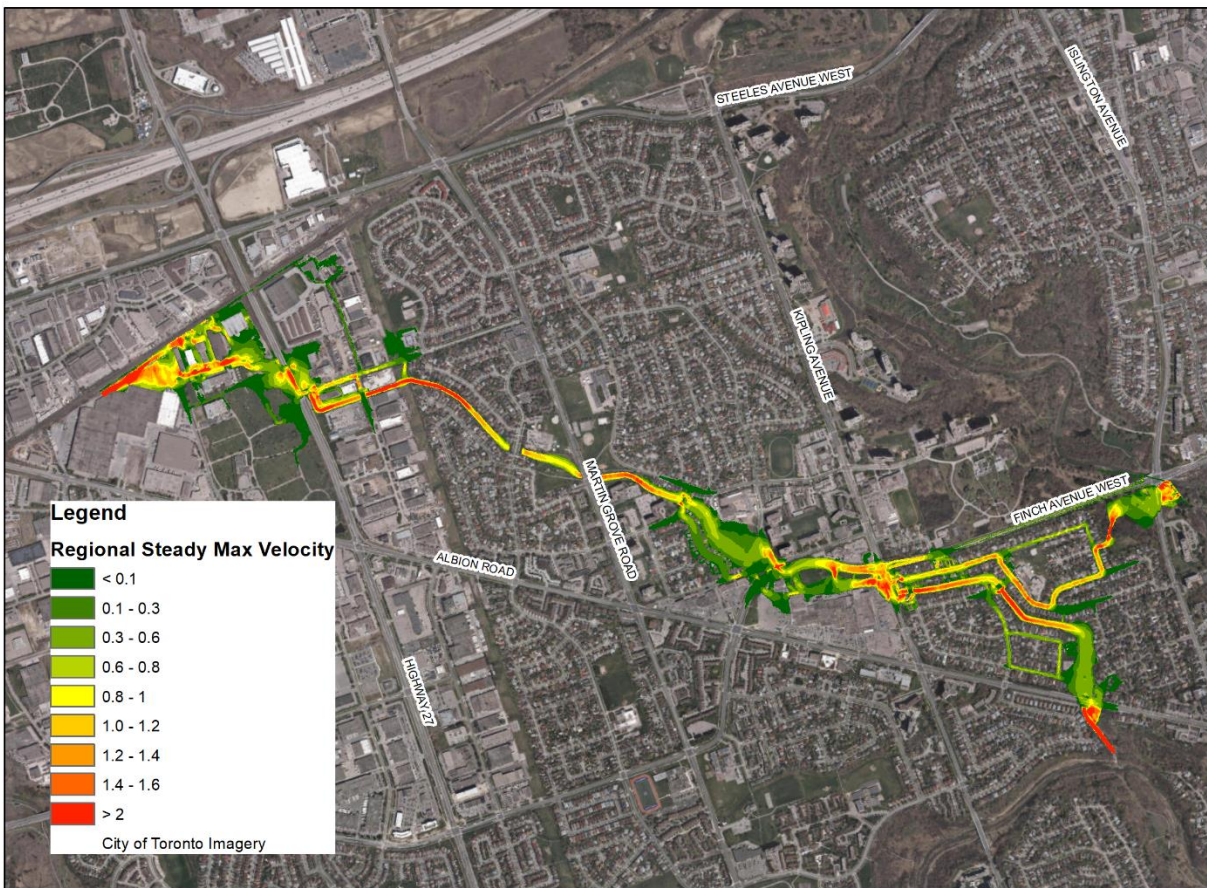 STEELES AVENUE WEST
ISLINGTON AVENUE
KIPLING AVENUE
MARTIN GROVE ROAD
FINCH AVENUE WEST
ALBION ROAD
HIGHWAY 27
Legend
Regional Steady Max Velocity
< 0.1
0.1 - 0.3
0.3 - 0.6
0.6 - 0.8
0.8 - 1
1.0 - 1.2
1.2 - 1.4
1.4 - 1.6
> 2
City of Toronto Imagery